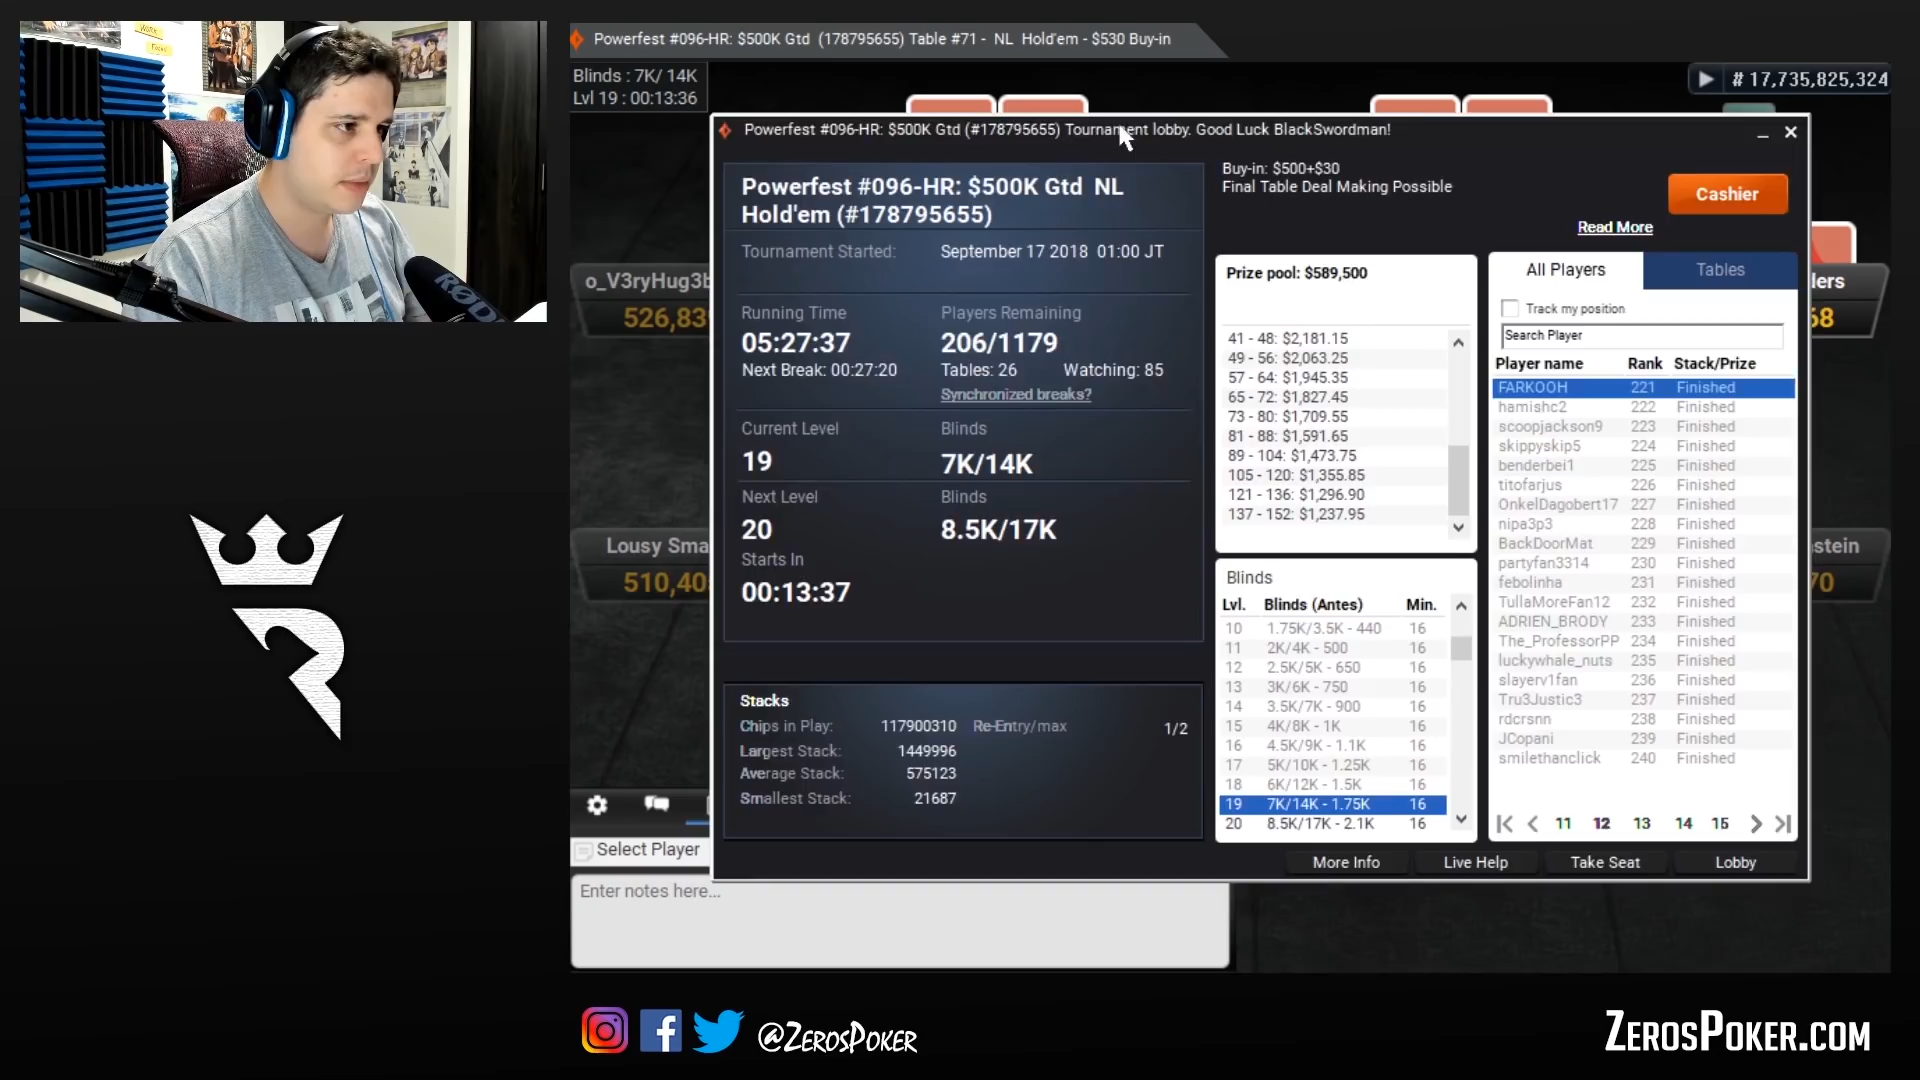 Powerfest #096-HR: $500K Gtd (178795655) Table #71 - NL Hold'em - $530 Buy-in
Blinds : 7K/ 14K
Lvl 19 : 00:13:36
# 17,735,825,324
Powerfest #096-HR: $500K Gtd (#178795655) Tournament lobby. Good Luck BlackSwordman!
Powerfest #096-HR: $500K Gtd NL
Hold'em (#178795655)
Tournament Started: September 17 2018 01:00 JT
Running Time
05:27:37
Next Break: 00:27:20
Players Remaining
206/1179
Tables: 26 Watching: 85
Synchronized breaks?
Current Level
19
Blinds
7K/14K
Next Level
20
Blinds
8.5K/17K
Starts In
00:13:37
Stacks
Chips in Play: 117900310 Re-Entry/max 1/2
Largest Stack: 1449996
Average Stack: 575123
Smallest Stack: 21687
Buy-in: $500+$30
Final Table Deal Making Possible
Cashier
Read More
Prize pool: $589,500
41 - 48: $2,181.15
49 - 56: $2,063.25
57 - 64: $1,945.35
65 - 72: $1,827.45
73 - 80: $1,709.55
81 - 88: $1,591.65
89 - 104: $1,473.75
105 - 120: $1,355.85
121 - 136: $1,296.90
137 - 152: $1,237.95
Blinds
Lvl. Blinds (Antes) Min.
10 1.75K/3.5K - 440 16
11 2K/4K - 500 16
12 2.5K/5K - 650 16
13 3K/6K - 750 16
14 3.5K/7K - 900 16
15 4K/8K - 1K 16
16 4.5K/9K - 1.1K 16
17 5K/10K - 1.25K 16
18 6K/12K - 1.5K 16
19 7K/14K - 1.75K 16
20 8.5K/17K - 2.1K 16
All Players Tables
Track my position
Search Player
Player name Rank Stack/Prize
FARKOOH 221 Finished
hamishc2 222 Finished
scoopjackson9 223 Finished
skippyskip5 224 Finished
benderbei1 225 Finished
titofarjus 226 Finished
OnkelDagobert17 227 Finished
nipa3p3 228 Finished
BackDoorMat 229 Finished
partyfan3314 230 Finished
febolinha 231 Finished
TullaMoreFan12 232 Finished
ADRIEN_BRODY 233 Finished
The_ProfessorPP 234 Finished
luckywhale_nuts 235 Finished
slayerv1fan 236 Finished
Tru3Justic3 237 Finished
rdcrsnn 238 Finished
JCopani 239 Finished
smilethanclick 240 Finished
11 12 13 14 15
More Info Live Help Take Seat Lobby
o_V3ryHug3b
526,83
Lousy Sma
510,40
lers
68
stein
70
Select Player
Enter notes here...
RØDE
@ZerosPoker
ZerosPoker.com